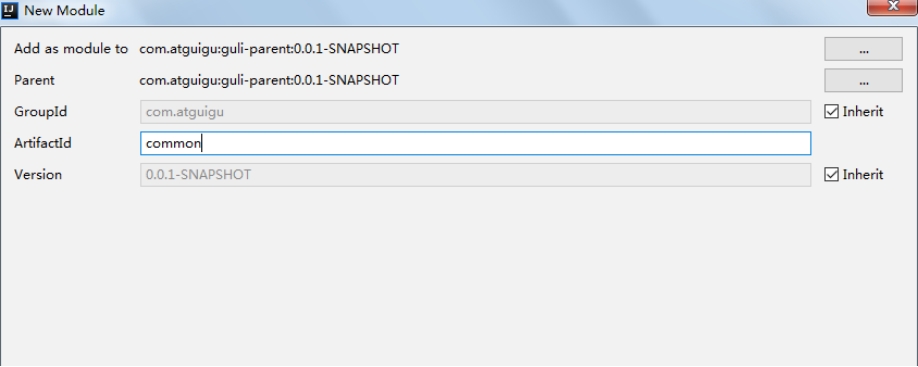 New Module
Add as module to com.atguigu:guli-parent:0.0.1-SNAPSHOT ...
Parent com.atguigu:guli-parent:0.0.1-SNAPSHOT ...
GroupId com.atguigu Inherit
ArtifactId common
Version 0.0.1-SNAPSHOT Inherit